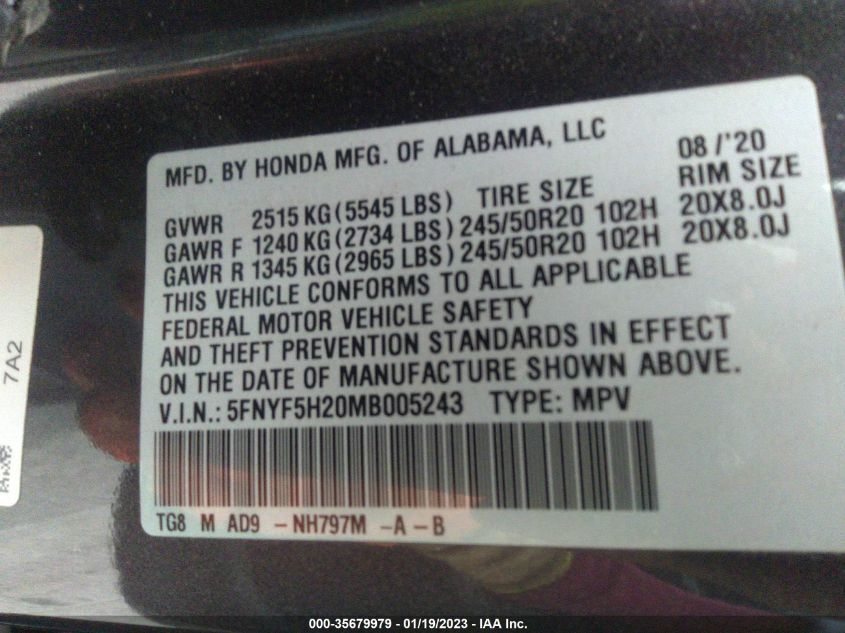 MFD. BY HONDA MFG. OF ALABAMA, LLC 08/'20
GVWR 2515 KG (5545 LBS) TIRE SIZE RIM SIZE
GAWR F 1240 KG (2734 LBS) 245/50R20 102H 20X8.0J
GAWR R 1345 KG (2965 LBS) 245/50R20 102H 20X8.0J
THIS VEHICLE CONFORMS TO ALL APPLICABLE
FEDERAL MOTOR VEHICLE SAFETY
AND THEFT PREVENTION STANDARDS IN EFFECT
ON THE DATE OF MANUFACTURE SHOWN ABOVE.
V.I.N.: 5FNYF5H20MB005243 TYPE: MPV
TG8 M AD9 -NH797M -A -B
7A2
000-35679979 - 01/19/2023 - IAA Inc.